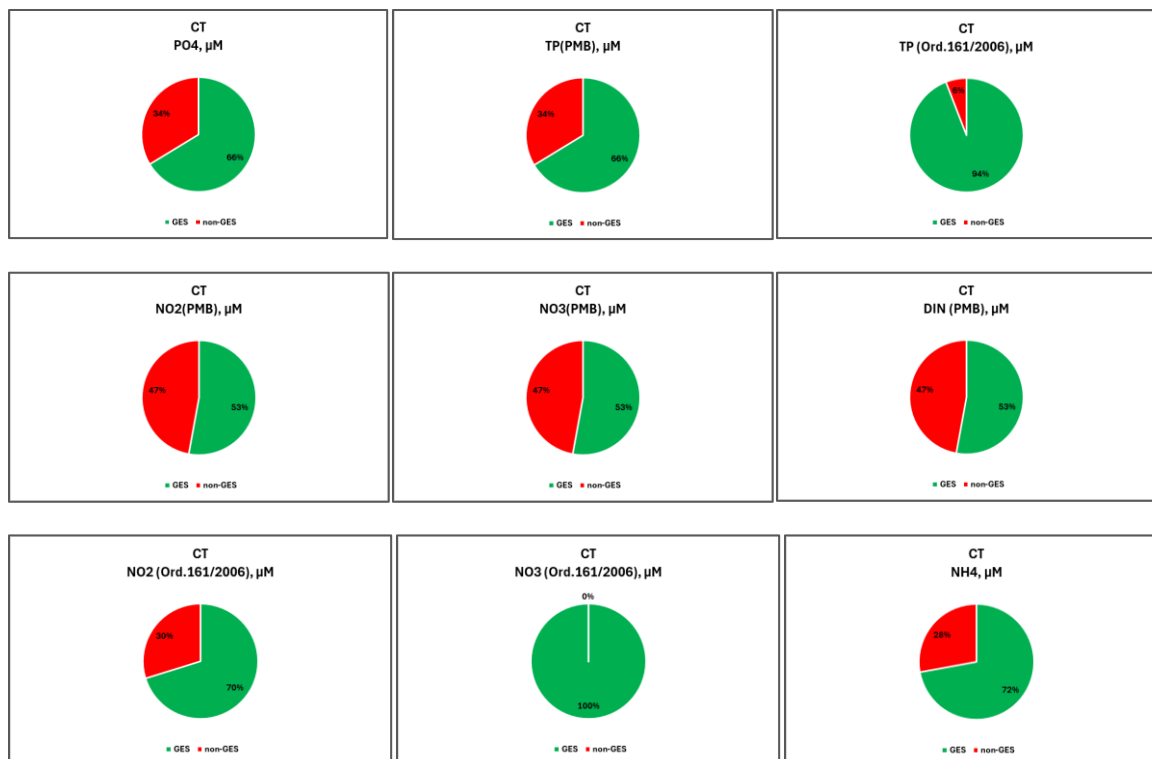 CT
PO4, µM
34%
66%
GES non-GES
CT
TP(PMB), µM
34%
66%
GES non-GES
CT
TP (Ord.161/2006), µM
6%
94%
GES non-GES
CT
NO2(PMB), µM
47%
53%
GES non-GES
CT
NO3(PMB), µM
47%
53%
GES non-GES
CT
DIN (PMB), µM
47%
53%
GES non-GES
CT
NO2 (Ord.161/2006), µM
30%
70%
GES non-GES
CT
NO3 (Ord.161/2006), µM
0%
100%
GES non-GES
CT
NH4, µM
28%
72%
GES non-GES